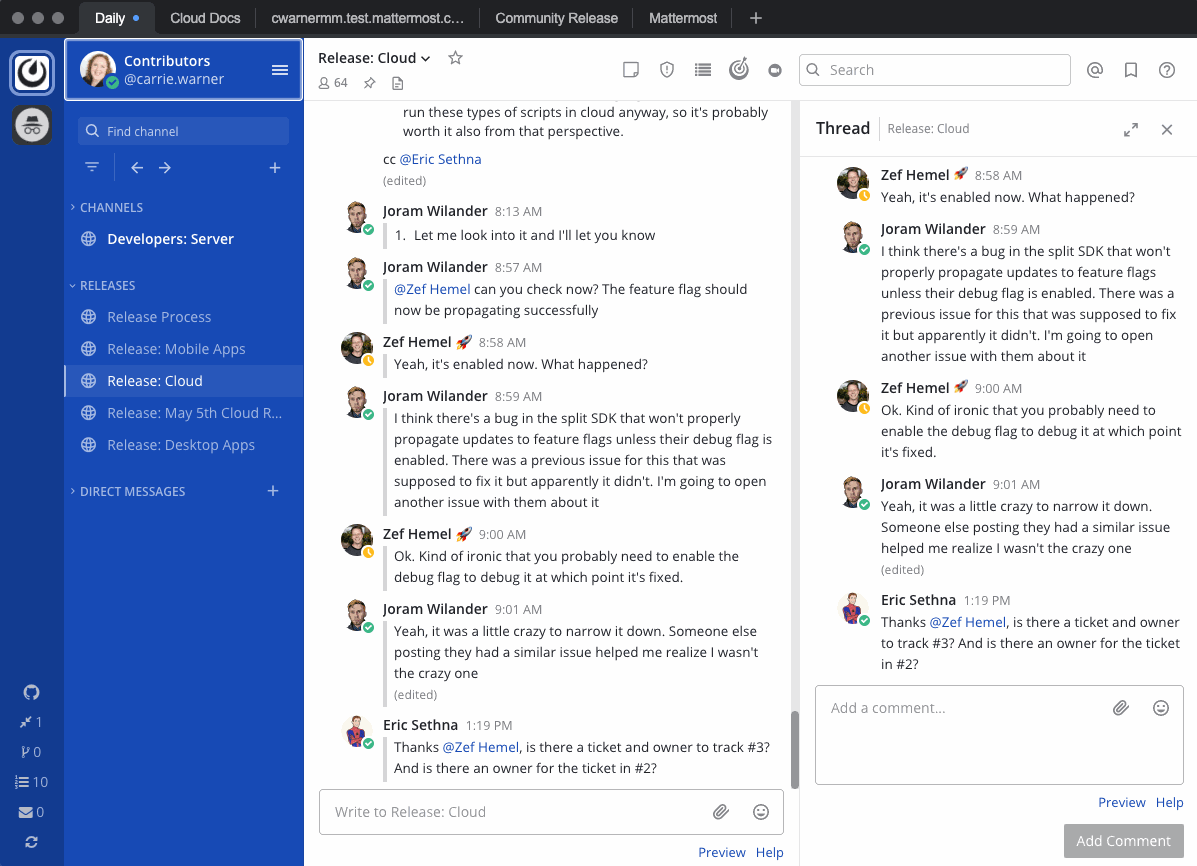 Daily
Cloud Docs
cwarnermm.test.mattermost.c...
Community Release
Mattermost
Contributors
@carrie.warner
Find channel
CHANNELS
Developers: Server
RELEASES
Release Process
Release: Mobile Apps
Release: Cloud
Release: May 5th Cloud R...
Release: Desktop Apps
DIRECT MESSAGES
1
0
10
0
Release: Cloud
64
Search
run these types of scripts in cloud anyway, so it's probably
worth it also from that perspective.
cc @Eric Sethna
(edited)
Joram Wilander 8:13 AM
1. Let me look into it and I'll let you know
Joram Wilander 8:57 AM
@Zef Hemel can you check now? The feature flag should
now be propagating successfully
Zef Hemel 🚀 8:58 AM
Yeah, it's enabled now. What happened?
Joram Wilander 8:59 AM
I think there's a bug in the split SDK that won't properly
propagate updates to feature flags unless their debug flag is
enabled. There was a previous issue for this that was
supposed to fix it but apparently it didn't. I'm going to open
another issue with them about it
Zef Hemel 🚀 9:00 AM
Ok. Kind of ironic that you probably need to enable the
debug flag to debug it at which point it's fixed.
Joram Wilander 9:01 AM
Yeah, it was a little crazy to narrow it down. Someone else
posting they had a similar issue helped me realize I wasn't
the crazy one
(edited)
Eric Sethna 1:19 PM
Thanks @Zef Hemel, is there a ticket and owner to track #3?
And is there an owner for the ticket in #2?
Write to Release: Cloud
Preview Help
Thread Release: Cloud
Zef Hemel 🚀 8:58 AM
Yeah, it's enabled now. What happened?
Joram Wilander 8:59 AM
I think there's a bug in the split SDK that won't
properly propagate updates to feature flags
unless their debug flag is enabled. There was a
previous issue for this that was supposed to fix
it but apparently it didn't. I'm going to open
another issue with them about it
Zef Hemel 🚀 9:00 AM
Ok. Kind of ironic that you probably need to
enable the debug flag to debug it at which point
it's fixed.
Joram Wilander 9:01 AM
Yeah, it was a little crazy to narrow it down.
Someone else posting they had a similar issue
helped me realize I wasn't the crazy one
(edited)
Eric Sethna 1:19 PM
Thanks @Zef Hemel, is there a ticket and owner
to track #3? And is there an owner for the ticket
in #2?
Add a comment...
Preview Help
Add Comment